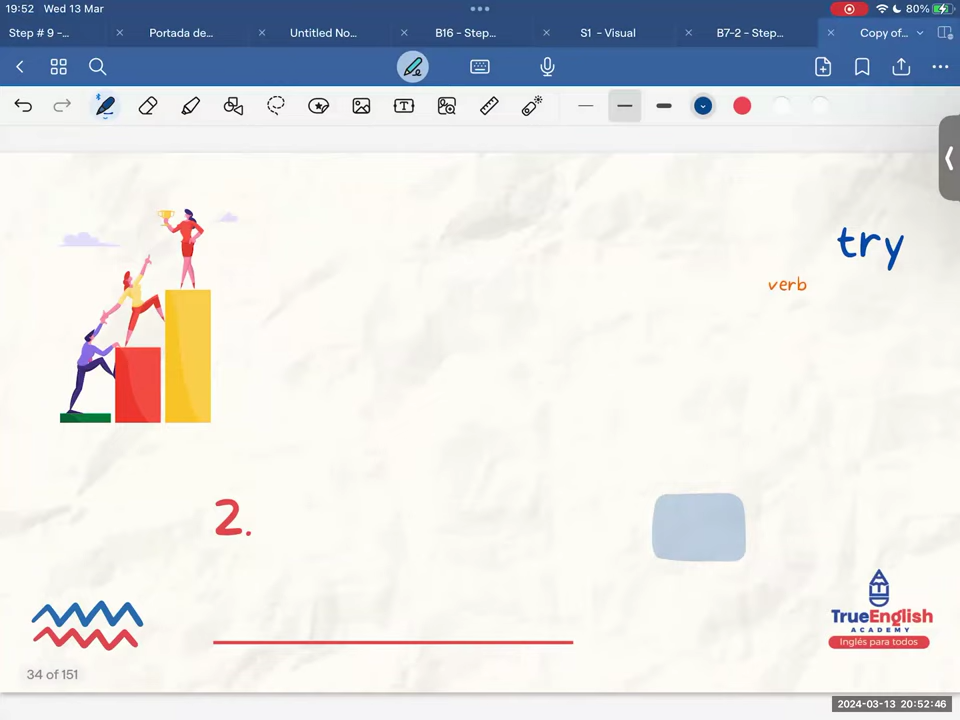 19:52 Wed 13 Mar
80%
Step # 9 -...
Portada de...
Untitled No...
B16 - Step...
S1 - Visual
B7-2 - Step...
Copy of...
try
verb
2.
TrueEnglish
ACADEMY
Inglés para todos
34 of 151
2024-03-13 20:52:46